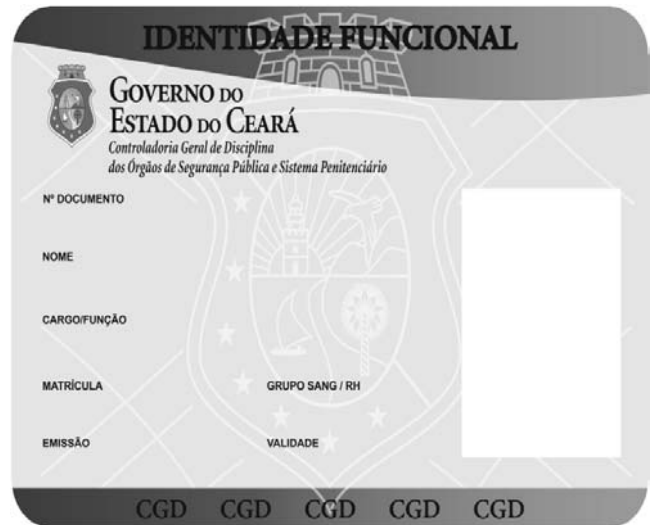 IDENTIDADE FUNCIONAL
GOVERNO DO
ESTADO DO CEARÁ
Controladoria Geral de Disciplina
dos Órgãos de Segurança Pública e Sistema Penitenciário
Nº DOCUMENTO
NOME
CARGO/FUNÇÃO
MATRÍCULA GRUPO SANG / RH
EMISSÃO VALIDADE
CGD CGD CGD CGD CGD